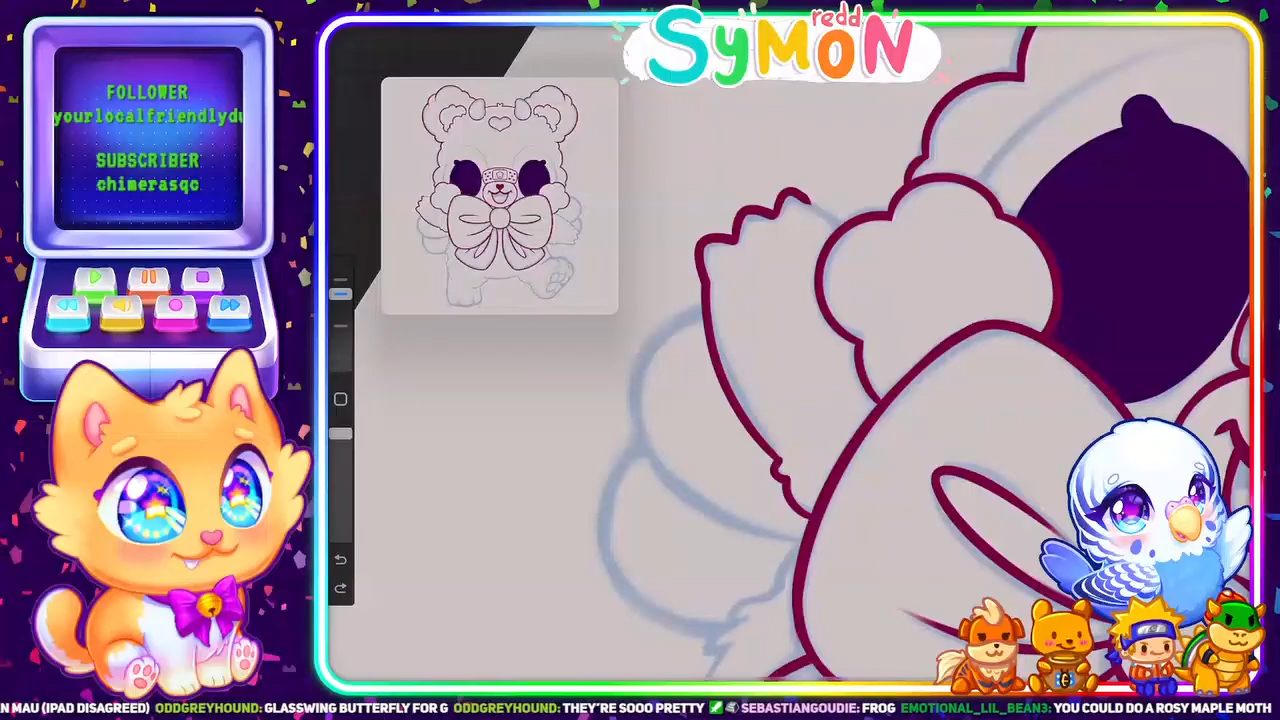 redd
SyMON
FOLLOWER
yourlocalfriendlydu
SUBSCRIBER
chimerasqc
N MAU (IPAD DISAGREED) ODDGREYHOUND: GLASSWING BUTTERFLY FOR G ODDGREYHOUND: THEY'RE SOOO PRETTY SEBASTIANGOUDIE: FROG EMOTIONAL_LIL_BEAN3: YOU COULD DO A ROSY MAPLE MOTH